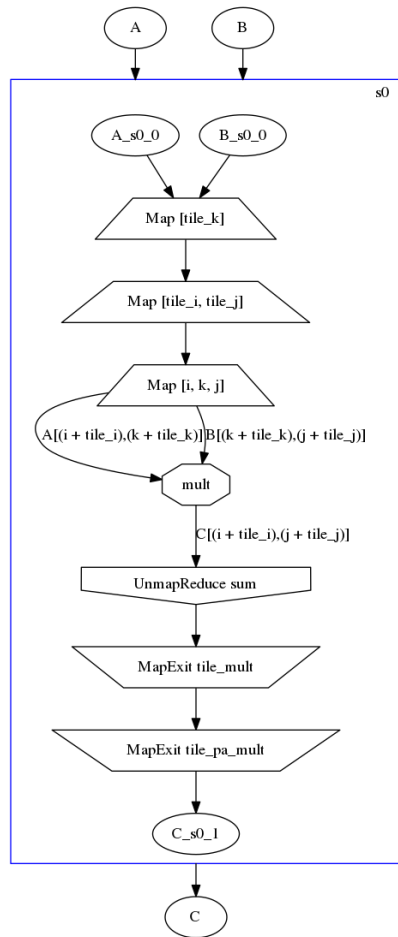 A
B
s0
A_s0_0
B_s0_0
Map [tile_k]
Map [tile_i, tile_j]
Map [i, k, j]
A[(i + tile_i),(k + tile_k)]
B[(k + tile_k),(j + tile_j)]
mult
C[(i + tile_i),(j + tile_j)]
UnmapReduce sum
MapExit tile_mult
MapExit tile_pa_mult
C_s0_1
C